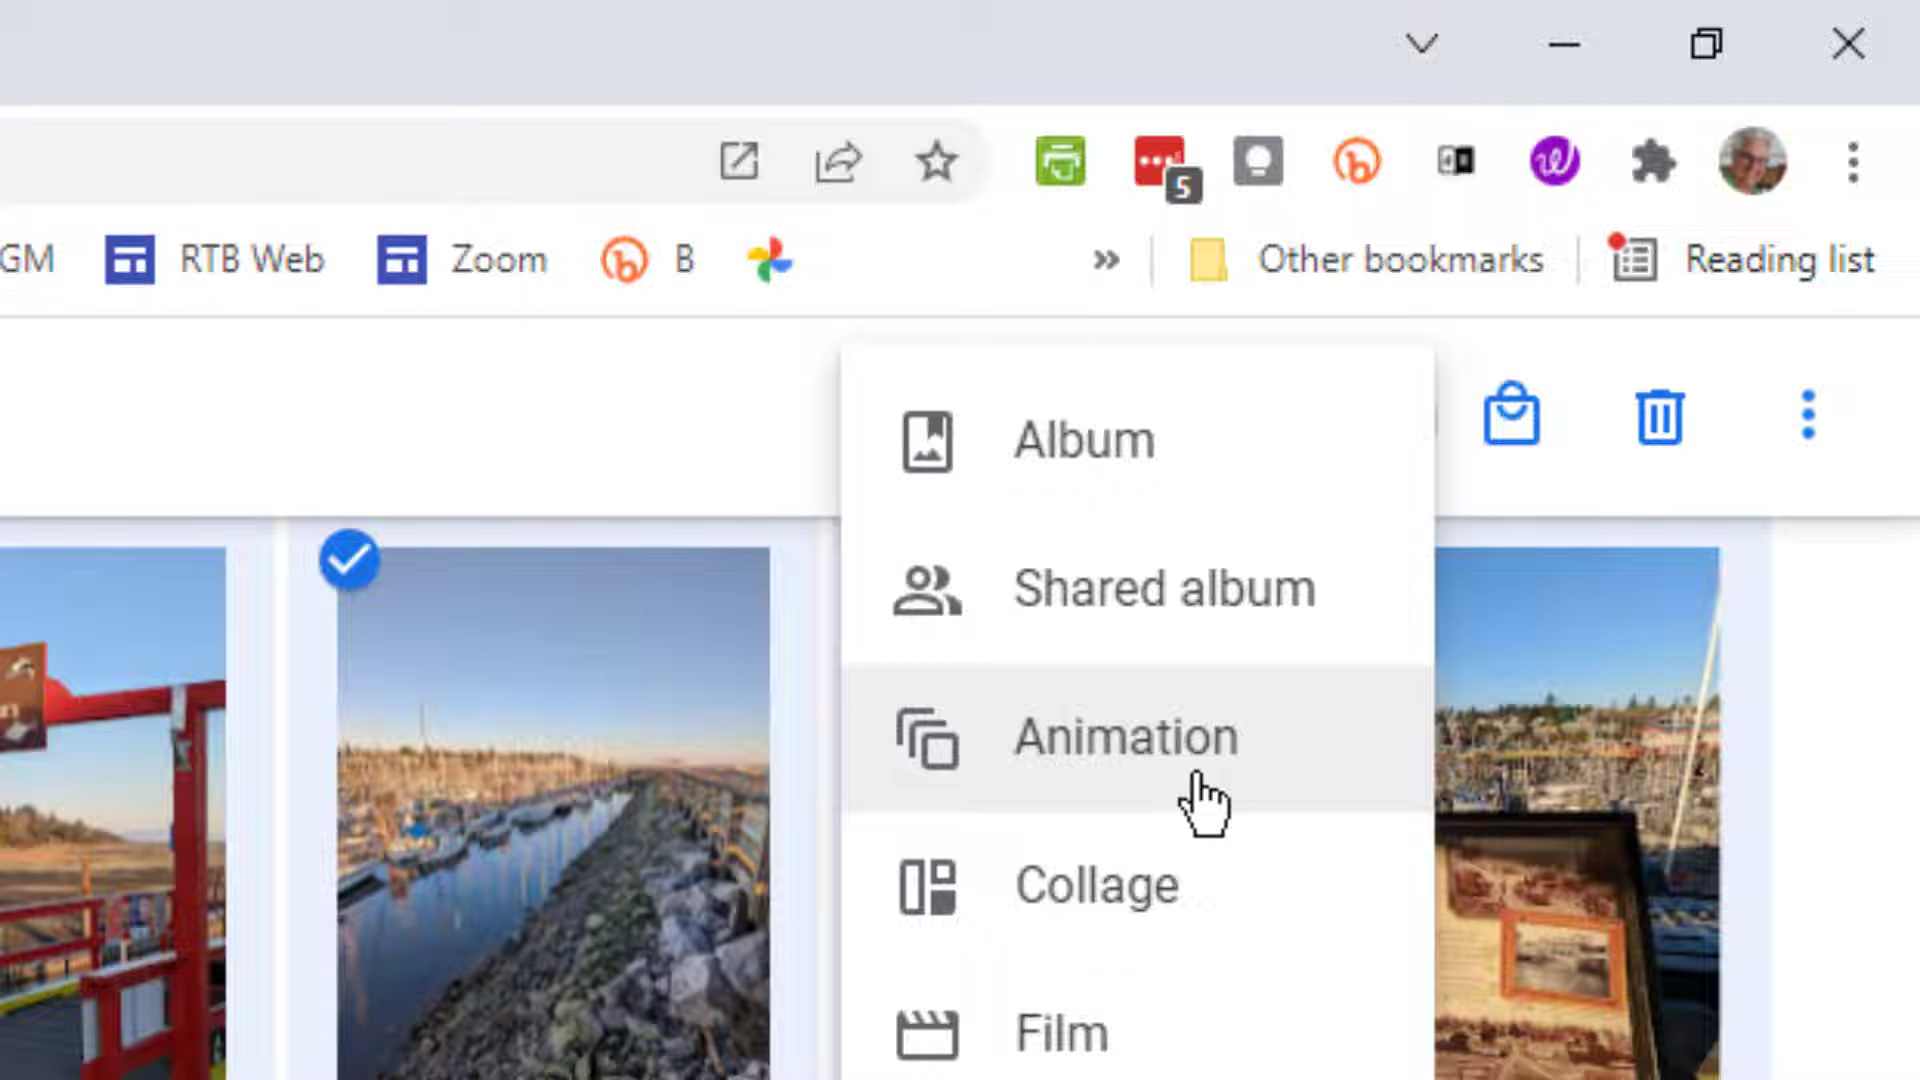 5
GM RTB Web Zoom B » Other bookmarks Reading list
Album
Shared album
Animation
Collage
Film